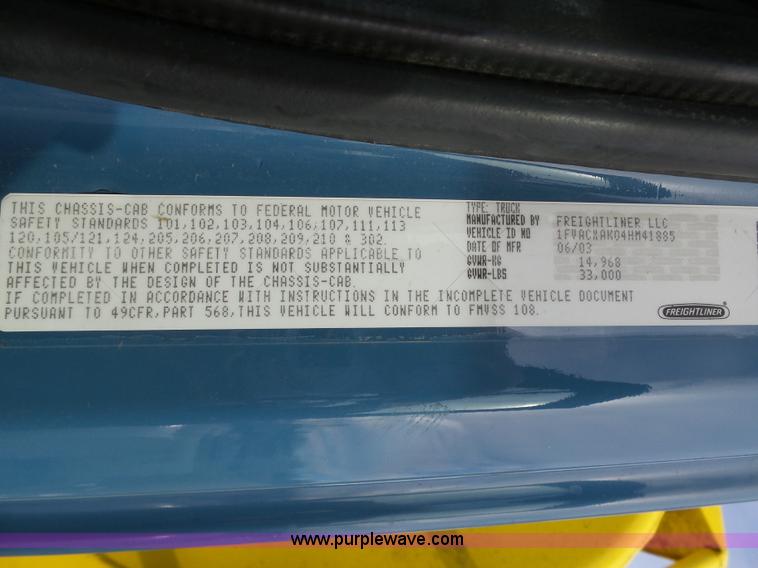 THIS CHASSIS-CAB CONFORMS TO FEDERAL MOTOR VEHICLE
SAFETY STANDARDS 101,102,103,104,106,107,111,113
120,105/121,124,205,206,207,208,209,210 & 302.
CONFORMITY TO OTHER SAFETY STANDARDS APPLICABLE TO
THIS VEHICLE WHEN COMPLETED IS NOT SUBSTANTIALLY
AFFECTED BY THE DESIGN OF THE CHASSIS-CAB.
IF COMPLETED IN ACCORDANCE WITH INSTRUCTIONS IN THE INCOMPLETE VEHICLE DOCUMENT
PURSUANT TO 49CFR,PART 568,THIS VEHICLE WILL CONFORM TO FMVSS 108.
TYPE: TRUCK
MANUFACTURED BY FREIGHTLINER LLC
VEHICLE ID NO 1FVACXAK04HM41885
DATE OF MFR 06/03
GVWR-KG 14,968
GVWR-LBS 33,000
FREIGHTLINER
www.purplewave.com